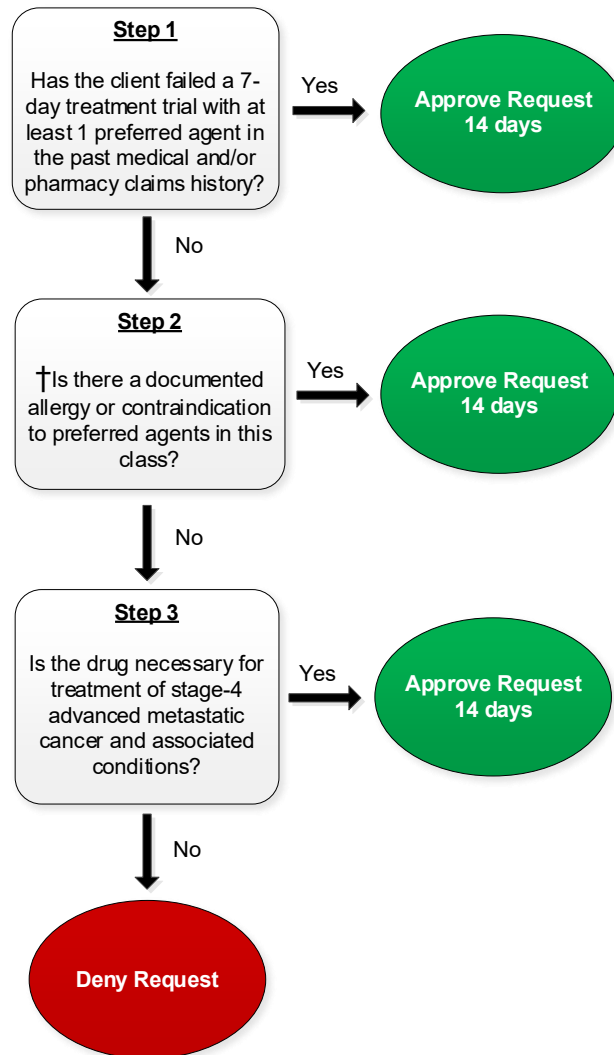 Step 1
Has the client failed a 7-
day treatment trial with at
least 1 preferred agent in
the past medical and/or
pharmacy claims history?
Yes
Approve Request
14 days
No
Step 2
†Is there a documented
allergy or contraindication
to preferred agents in this
class?
Yes
Approve Request
14 days
No
Step 3
Is the drug necessary for
treatment of stage-4
advanced metastatic
cancer and associated
conditions?
Yes
Approve Request
14 days
No
Deny Request